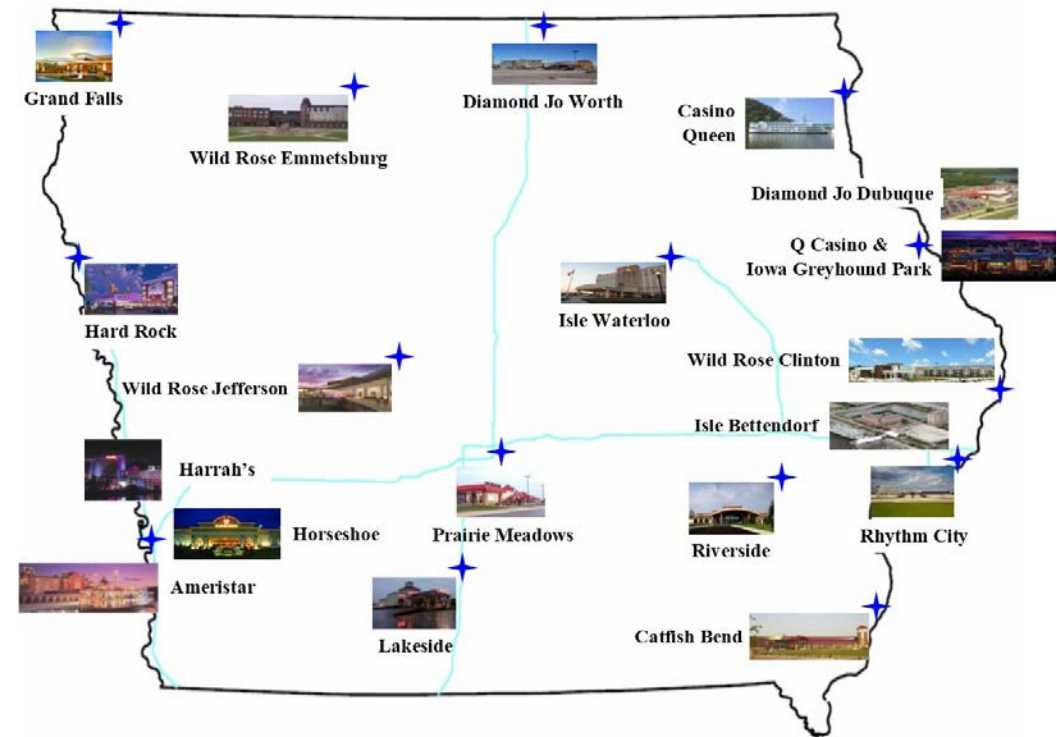 Grand Falls
Diamond Jo Worth
Casino
Queen
Wild Rose Emmetsburg
Diamond Jo Dubuque
Q Casino &
Iowa Greyhound Park
Hard Rock
Isle Waterloo
Wild Rose Jefferson
Wild Rose Clinton
Isle Bettendorf
Harrah's
Prairie Meadows
Horseshoe
Riverside
Rhythm City
Ameristar
Lakeside
Catfish Bend